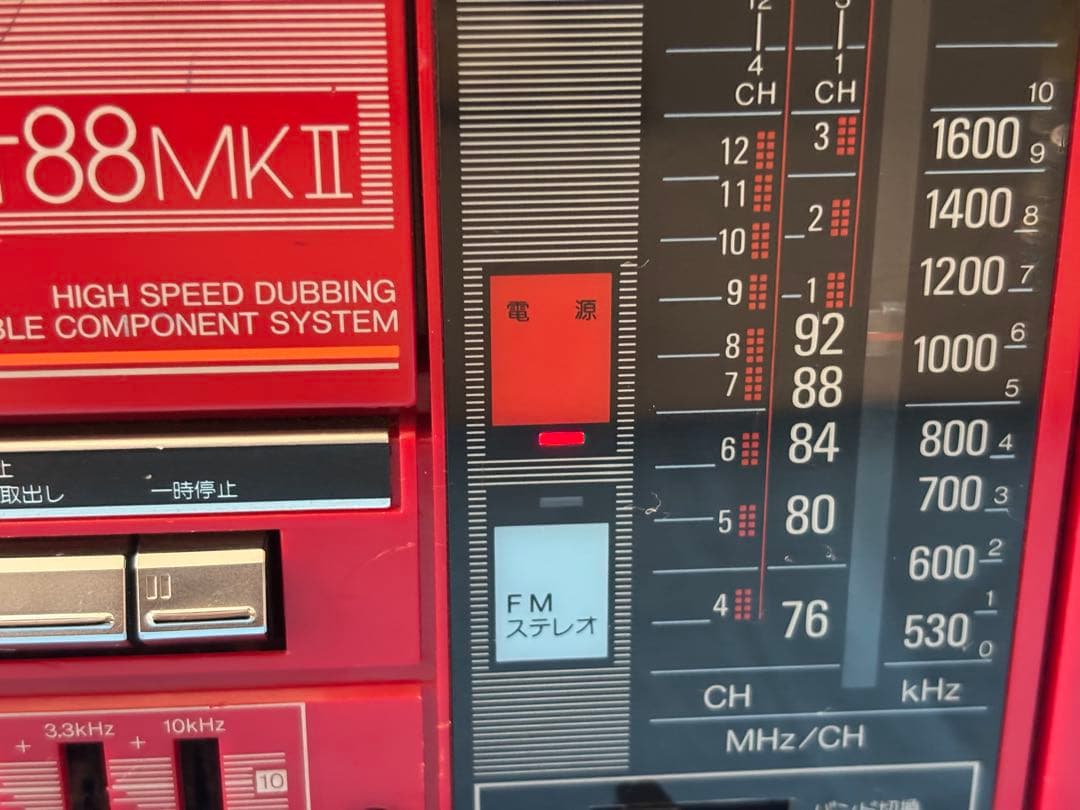 88MKⅡ
HIGH SPEED DUBBING
BLE COMPONENT SYSTEM
取出し
一時停止
3.3kHz
10kHz
+
+
10
電源
FM
ステレオ
12
4
CH
12
11
10
9
8
7
6
5
4
CH
3
1
CH
3
2
1
92
88
84
80
76
MHz/CH
1600
1400
1200
1000
800
700
600
530
kHz
10
9
8
7
6
5
4
3
2
1
0